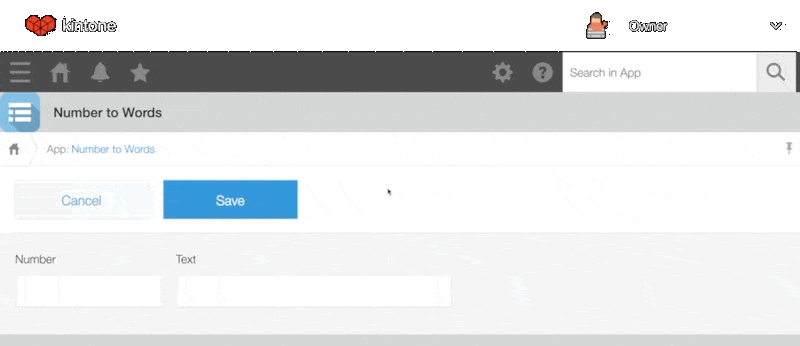 kintone Owner
Search in App
Number to Words
App: Number to Words
Cancel Save
Number Text